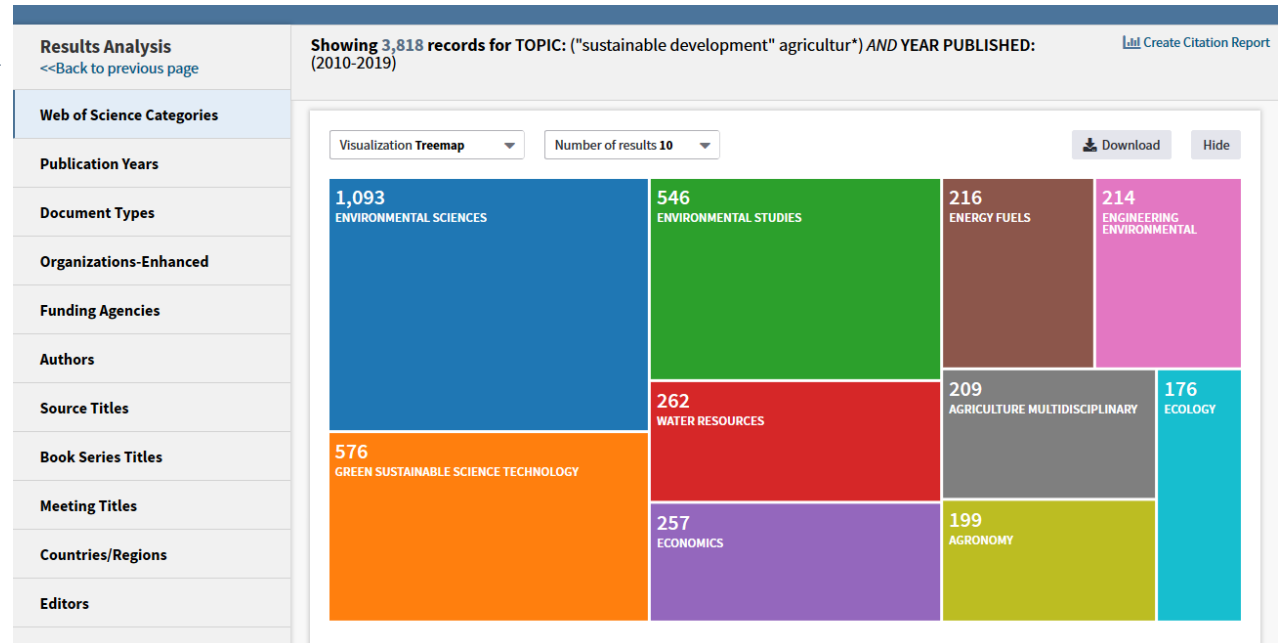 Results Analysis
<<Back to previous page
Web of Science Categories
Publication Years
Document Types
Organizations-Enhanced
Funding Agencies
Authors
Source Titles
Book Series Titles
Meeting Titles
Countries/Regions
Editors
Showing 3,818 records for TOPIC: ("sustainable development" agricultur*) AND YEAR PUBLISHED:
(2010-2019)
Create Citation Report
Visualization Treemap
Number of results 10
Download
Hide
1,093
ENVIRONMENTAL SCIENCES
576
GREEN SUSTAINABLE SCIENCE TECHNOLOGY
546
ENVIRONMENTAL STUDIES
262
WATER RESOURCES
257
ECONOMICS
216
ENERGY FUELS
214
ENGINEERING
ENVIRONMENTAL
209
AGRICULTURE MULTIDISCIPLINARY
176
ECOLOGY
199
AGRONOMY